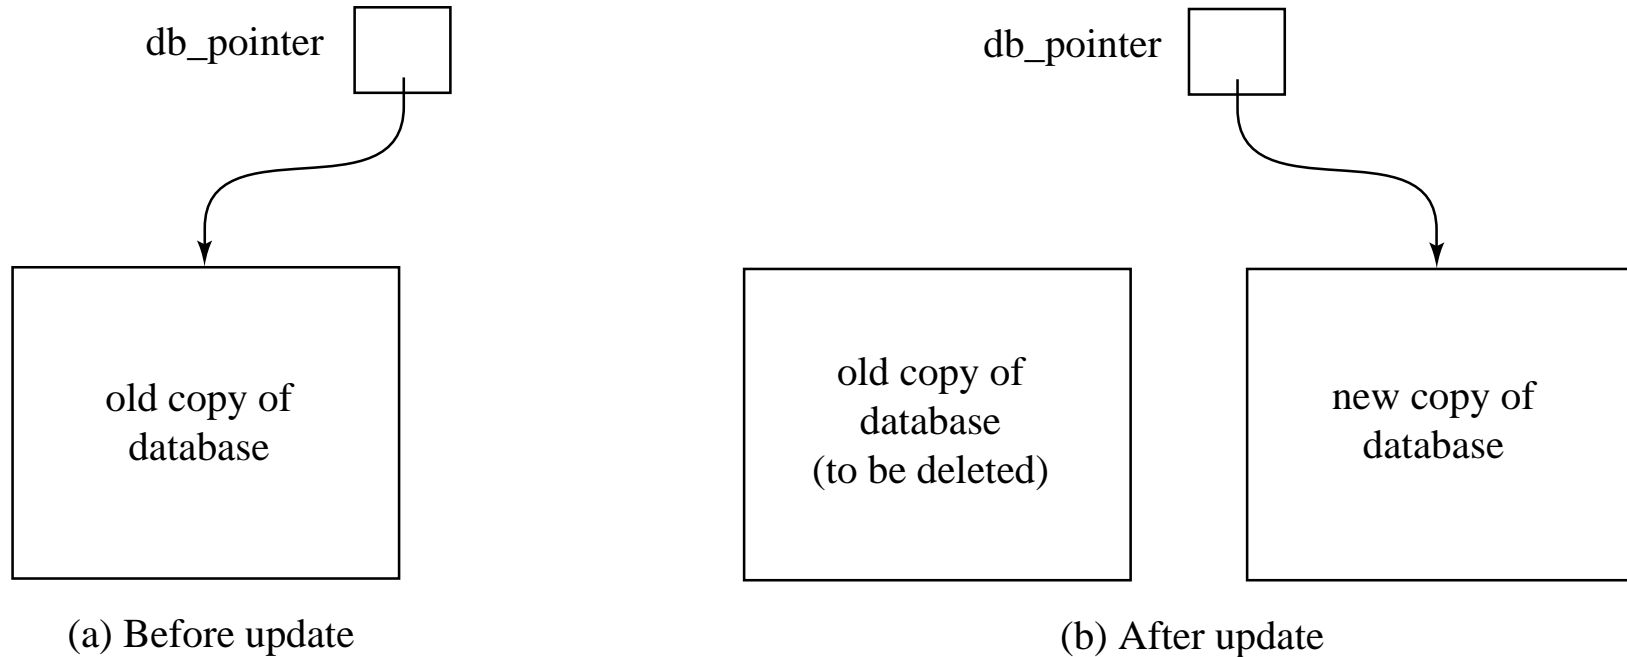 db_pointer
old copy of
database
(a) Before update
db_pointer
old copy of
database
(to be deleted)
new copy of
database
(b) After update